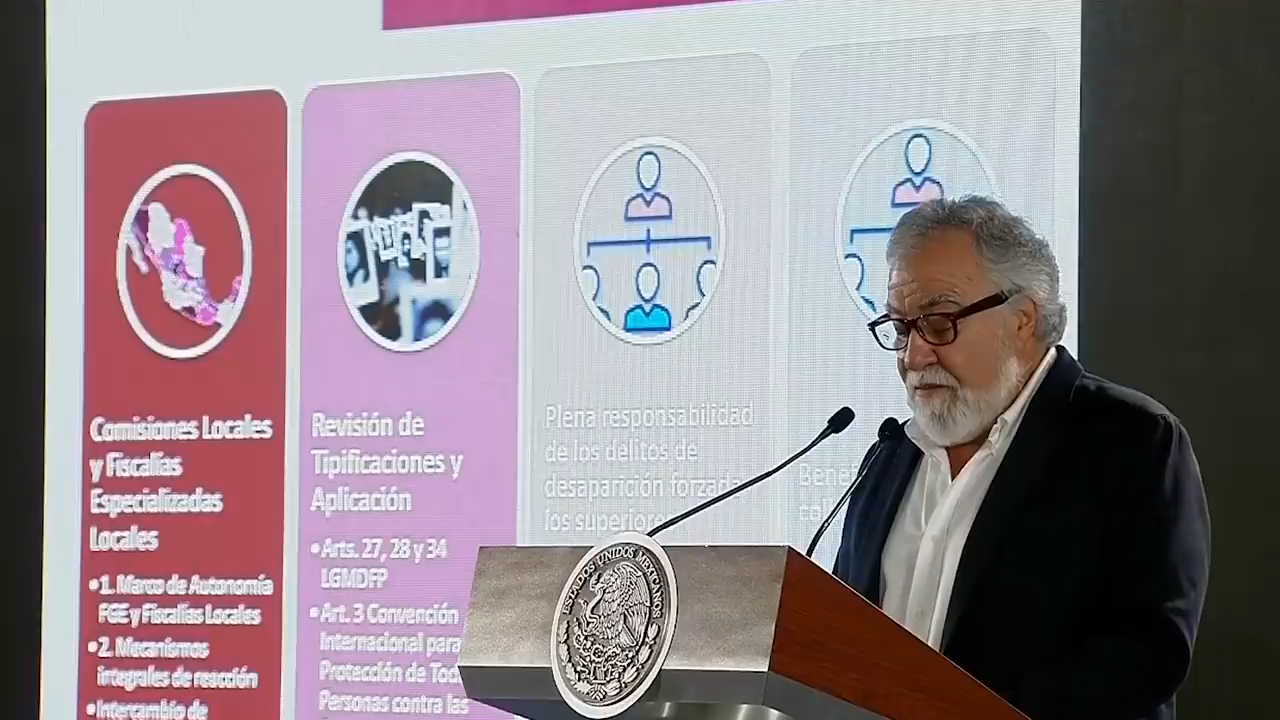 Comisiones Locales
y Fiscalías
Especializadas
Locales
•1. Marco de Autonomía
FGE y Fiscalías Locales
•2. Mecanismos
integrales de reacción
•Intercambio de
Revisión de
Tipificaciones y
Aplicación
•Arts. 27, 28 y 34
LGMDFP
•Art. 3 Convención
Internacional para
Protección de Tod
Personas contra las
Plena responsabilidad
de los delitos de
desaparición forzada
los superiores
Benef
ESTADOS UNIDOS MEXICANOS